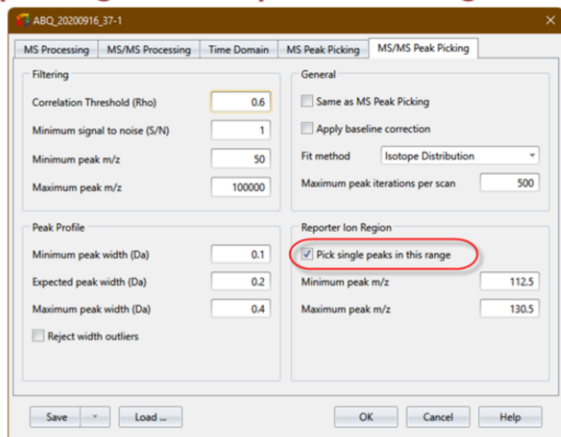 ABQ_20200916_37-1
MS Processing MS/MS Processing Time Domain MS Peak Picking MS/MS Peak Picking
Filtering
Correlation Threshold (Rho) 0.6
Minimum signal to noise (S/N) 1
Minimum peak m/z 50
Maximum peak m/z 100000
General
Same as MS Peak Picking
Apply baseline correction
Fit method Isotope Distribution
Maximum peak iterations per scan 500
Peak Profile
Minimum peak width (Da) 0.1
Expected peak width (Da) 0.2
Maximum peak width (Da) 0.4
Reject width outliers
Reporter Ion Region
Pick single peaks in this range
Minimum peak m/z 112.5
Maximum peak m/z 130.5
Save Load ... OK Cancel Help